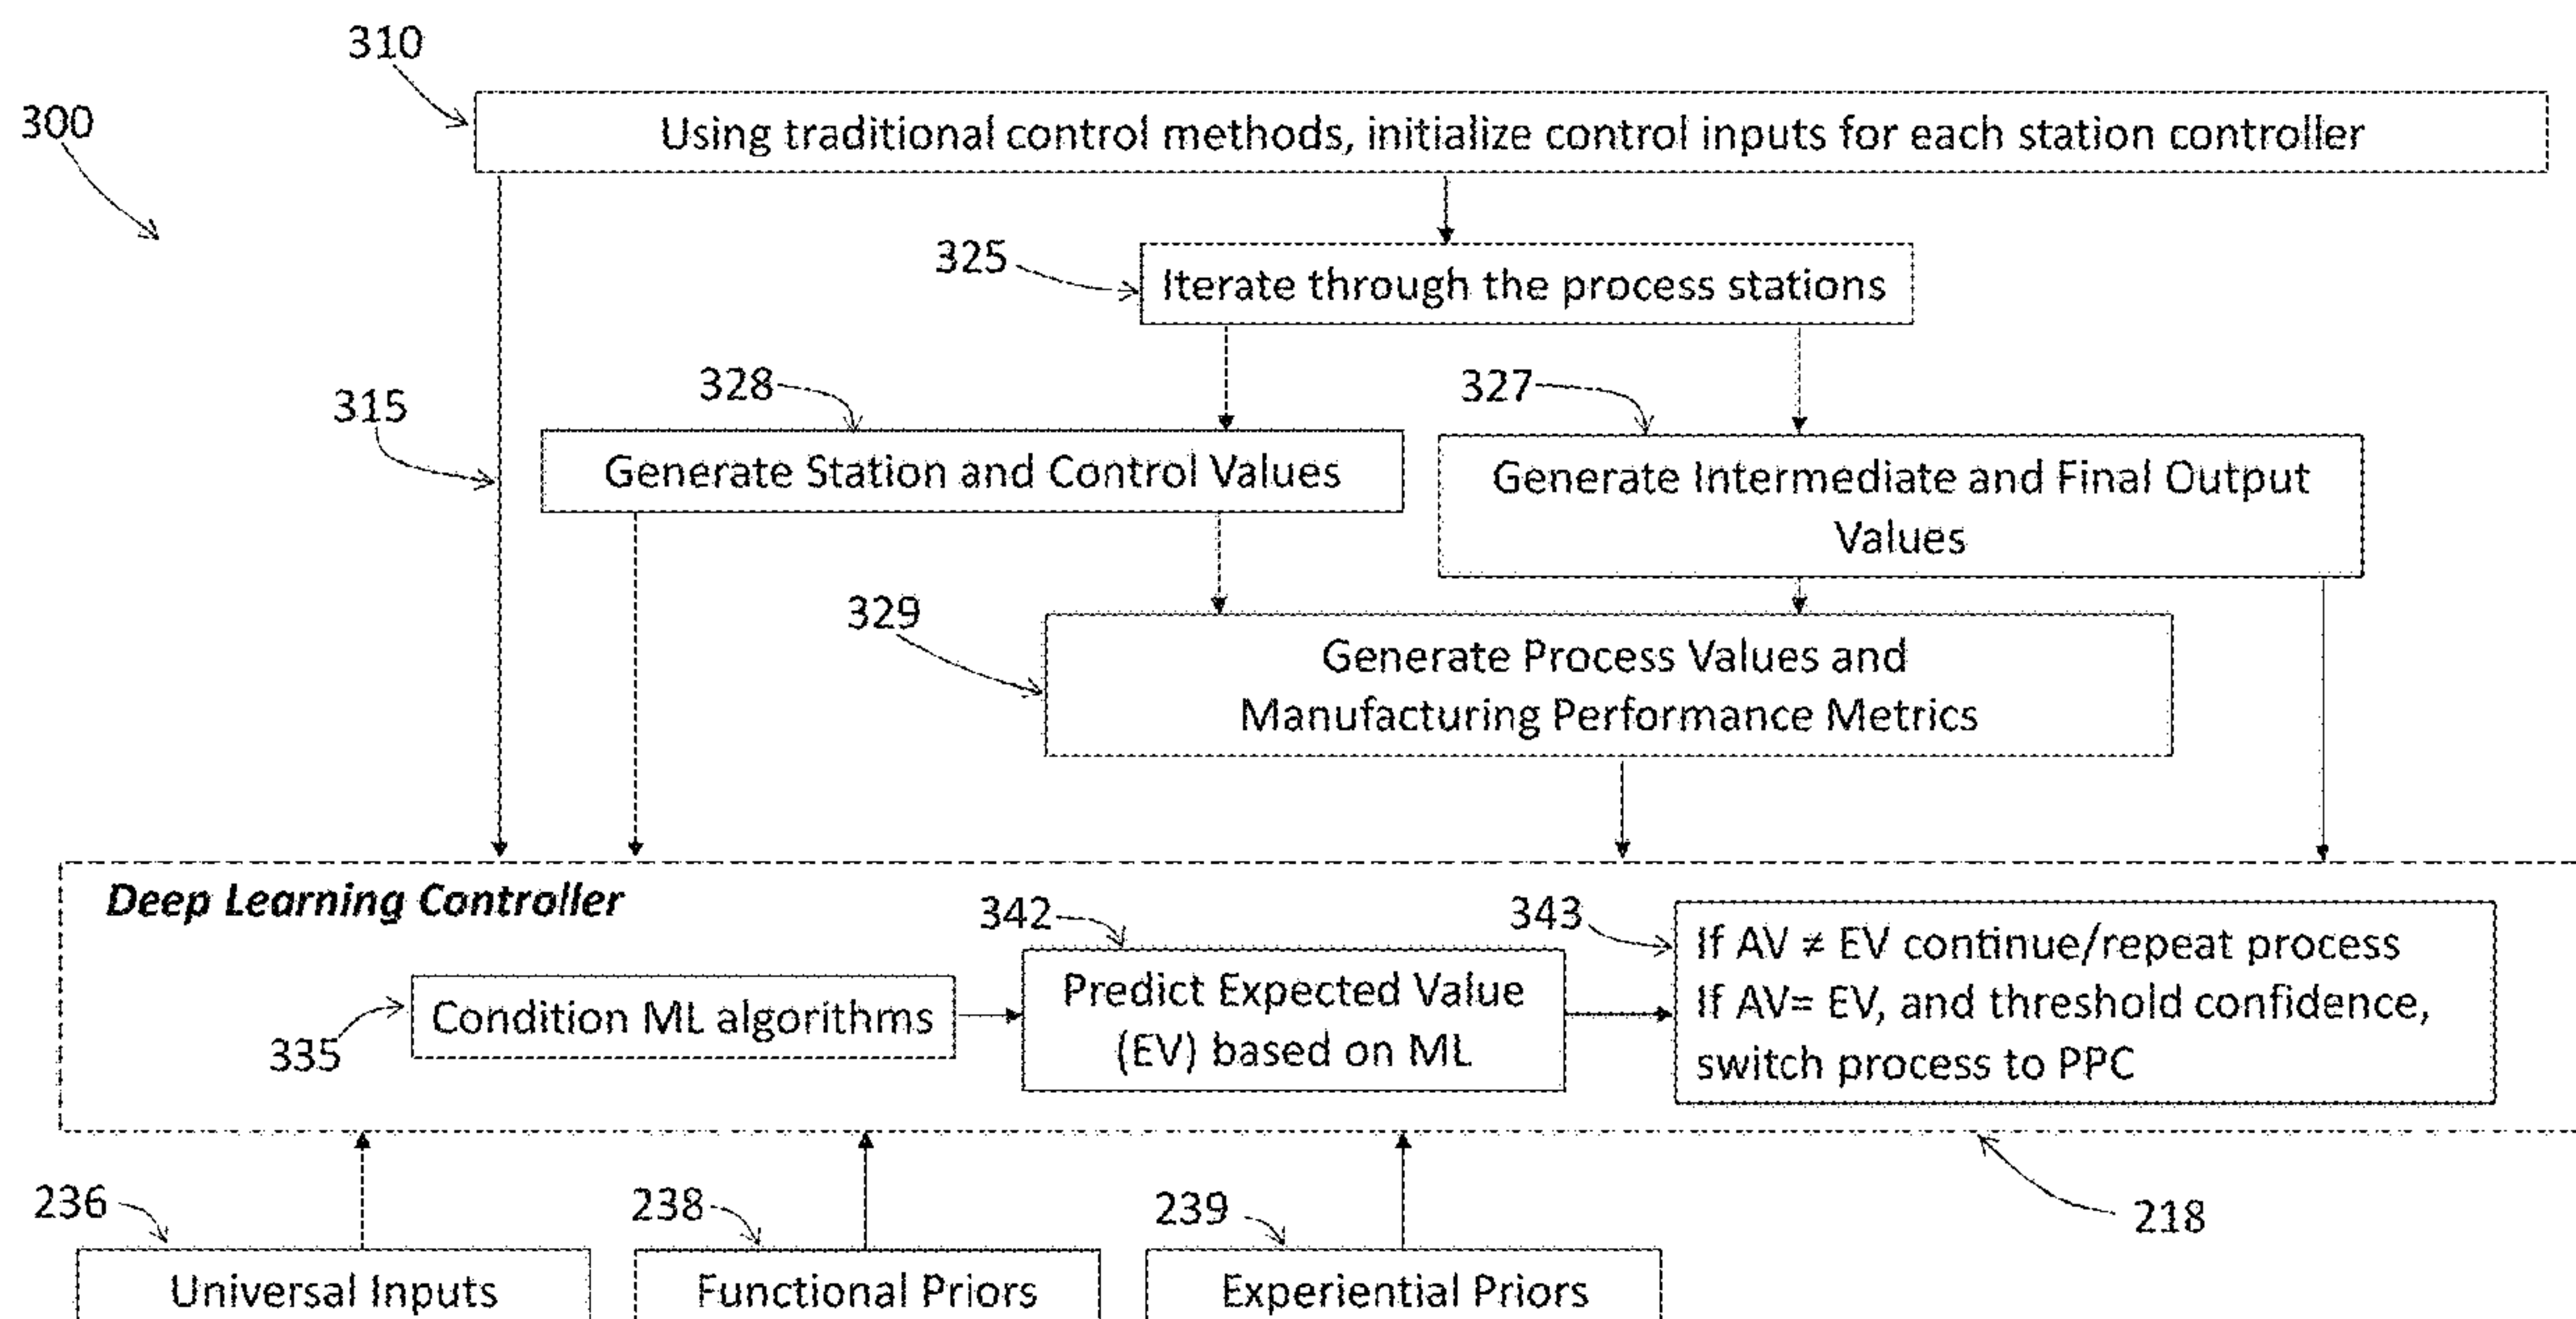 310
300
Using traditional control methods, initialize control inputs for each station controller
325
Iterate through the process stations
328
327
315
Generate Station and Control Values
Generate Intermediate and Final Output
Values
329
Generate Process Values and
Manufacturing Performance Metrics
Deep Learning Controller
342
343
335
Condition ML algorithms
Predict Expected Value
(EV) based on ML
If AV ≠ EV continue/repeat process
If AV= EV, and threshold confidence,
switch process to PPC
236
238
239
218
Universal Inputs
Functional Priors
Experiential Priors